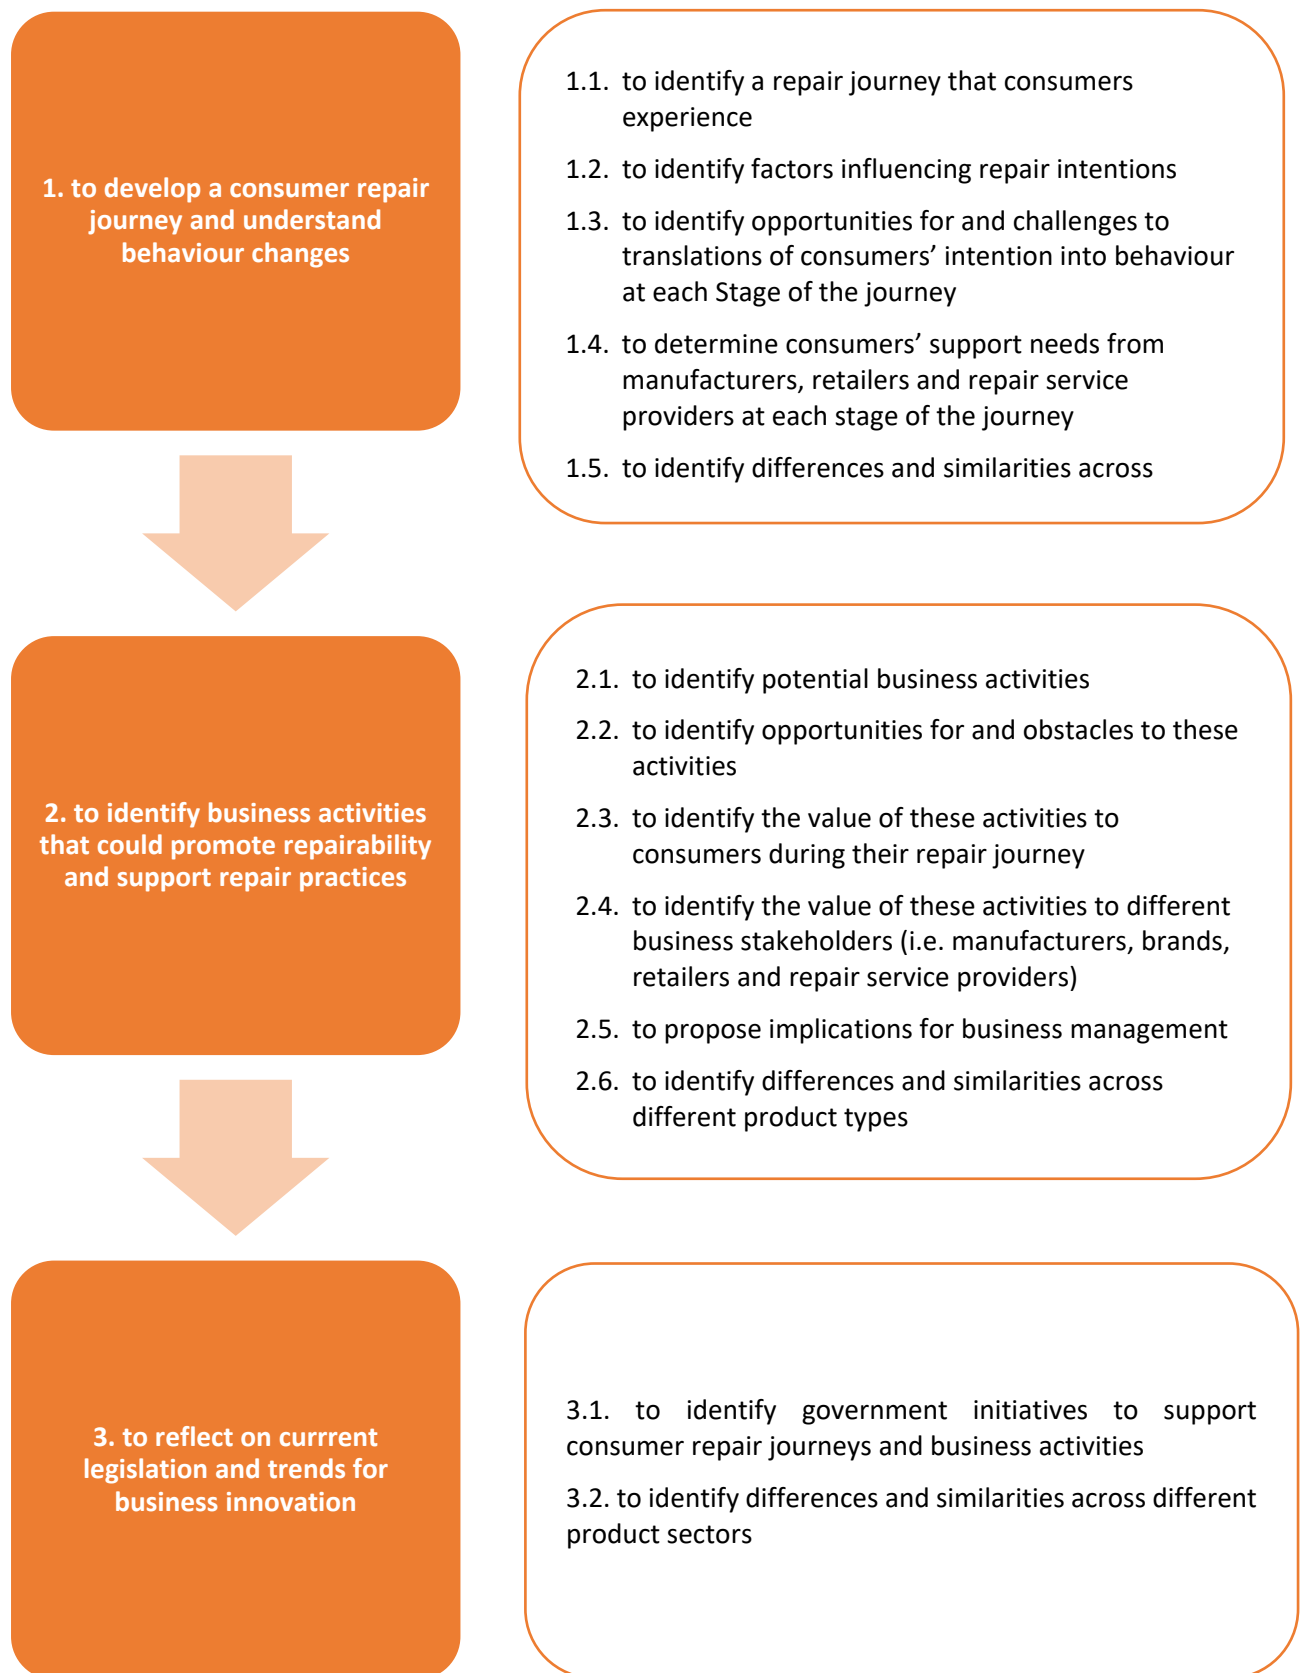 1. to develop a consumer repair
journey and understand
behaviour changes
1.1. to identify a repair journey that consumers
experience
1.2. to identify factors influencing repair intentions
1.3. to identify opportunities for and challenges to
translations of consumers’ intention into behaviour
at each Stage of the journey
1.4. to determine consumers’ support needs from
manufacturers, retailers and repair service
providers at each stage of the journey
1.5. to identify differences and similarities across
2. to identify business activities
that could promote repairability
and support repair practices
2.1. to identify potential business activities
2.2. to identify opportunities for and obstacles to these
activities
2.3. to identify the value of these activities to
consumers during their repair journey
2.4. to identify the value of these activities to different
business stakeholders (i.e. manufacturers, brands,
retailers and repair service providers)
2.5. to propose implications for business management
2.6. to identify differences and similarities across
different product types
3. to reflect on currrent
legislation and trends for
business innovation
3.1. to identify government initiatives to support
consumer repair journeys and business activities
3.2. to identify differences and similarities across different
product sectors